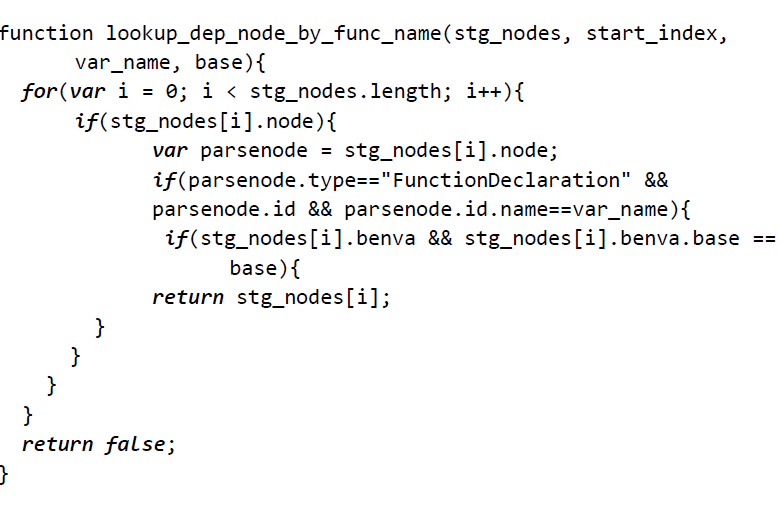 function lookup_dep_node_by_func_name(stg_nodes, start_index,
var_name, base){
for(var i = 0; i < stg_nodes.length; i++){
if(stg_nodes[i].node){
var parsenode = stg_nodes[i].node;
if(parsenode.type=="FunctionDeclaration" &&
parsenode.id && parsenode.id.name==var_name){
if(stg_nodes[i].benva && stg_nodes[i].benva.base ==
base){
return stg_nodes[i];
}
}
}
}
return false;
}